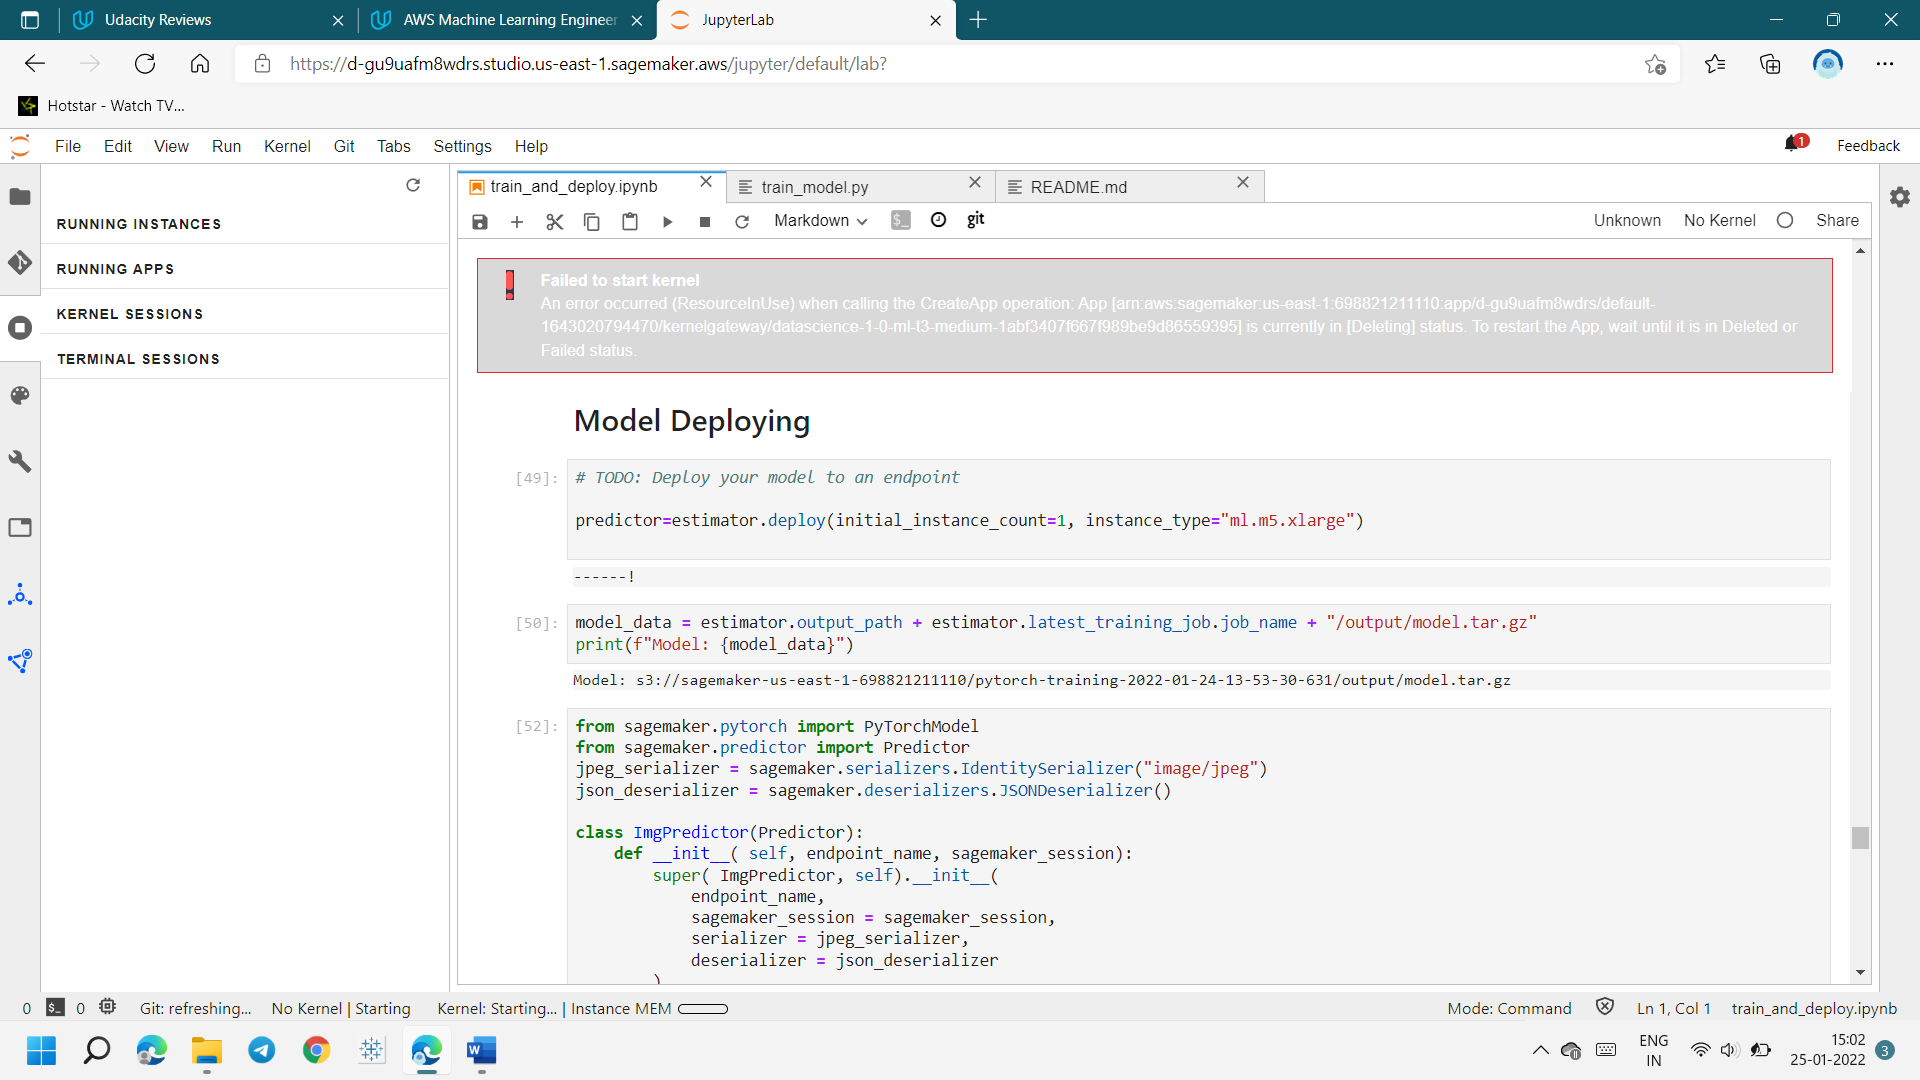 Udacity Reviews
AWS Machine Learning Engineer
JupyterLab
https://d-gu9uafm8wdrs.studio.us-east-1.sagemaker.aws/jupyter/default/lab?
Hotstar - Watch TV...
File Edit View Run Kernel Git Tabs Settings Help
1
Feedback
train_and_deploy.ipynb
train_model.py
README.md
Markdown
$_
git
Unknown
No Kernel
Share
RUNNING INSTANCES
RUNNING APPS
KERNEL SESSIONS
TERMINAL SESSIONS
Failed to start kernel
An error occurred (ResourceInUse) when calling the CreateApp operation: App [arn:aws:sagemaker:us-east-1:698821211110:app/d-gu9uafm8wdrs/default-
1643020794470/kernelgateway/datascience-1-0-ml-t3-medium-1abf3407f667f989be9d86559395] is currently in [Deleting] status. To restart the App, wait until it is in Deleted or
Failed status.
Model Deploying
[49]:
# TODO: Deploy your model to an endpoint
predictor=estimator.deploy(initial_instance_count=1, instance_type="ml.m5.xlarge")
------!
[50]:
model_data = estimator.output_path + estimator.latest_training_job.job_name + "/output/model.tar.gz"
print(f"Model: {model_data}")
Model: s3://sagemaker-us-east-1-698821211110/pytorch-training-2022-01-24-13-53-30-631/output/model.tar.gz
[52]:
from sagemaker.pytorch import PyTorchModel
from sagemaker.predictor import Predictor
jpeg_serializer = sagemaker.serializers.IdentitySerializer("image/jpeg")
json_deserializer = sagemaker.deserializers.JSONDeserializer()
class ImgPredictor(Predictor):
def __init__( self, endpoint_name, sagemaker_session):
super( ImgPredictor, self).__init__(
endpoint_name,
sagemaker_session = sagemaker_session,
serializer = jpeg_serializer,
deserializer = json_deserializer
)
0
$_
0
Git: refreshing...
No Kernel | Starting
Kernel: Starting... | Instance MEM
Mode: Command
Ln 1, Col 1
train_and_deploy.ipynb
ENG
IN
15:02
25-01-2022
3